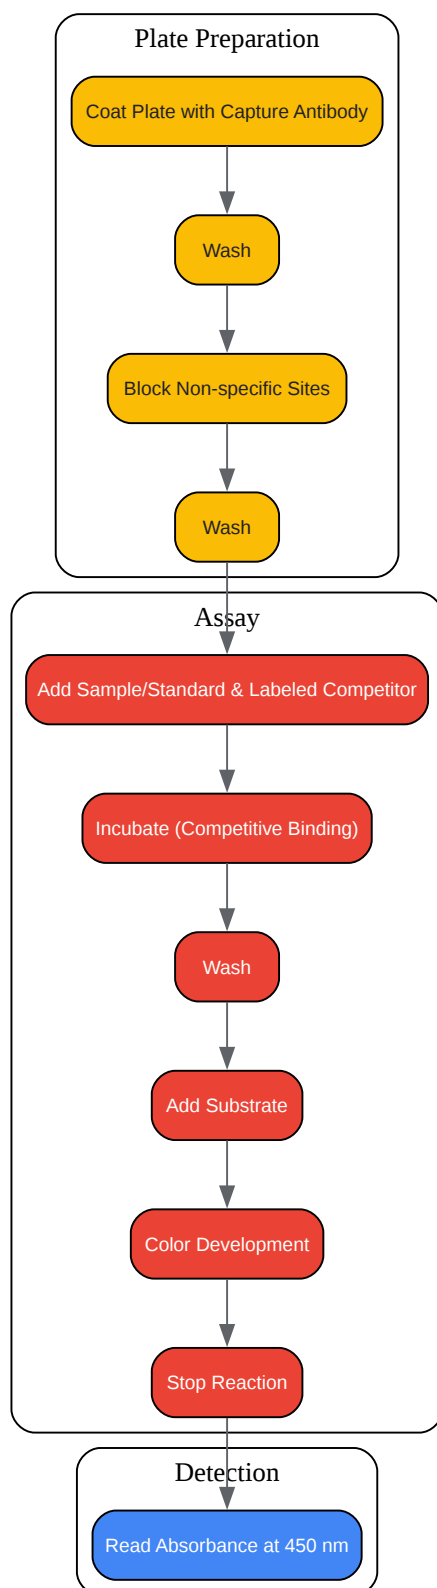 Plate Preparation
Coat Plate with Capture Antibody
Wash
Block Non-specific Sites
Wash
Assay
Add Sample/Standard & Labeled Competitor
Incubate (Competitive Binding)
Wash
Add Substrate
Color Development
Stop Reaction
Detection
Read Absorbance at 450 nm